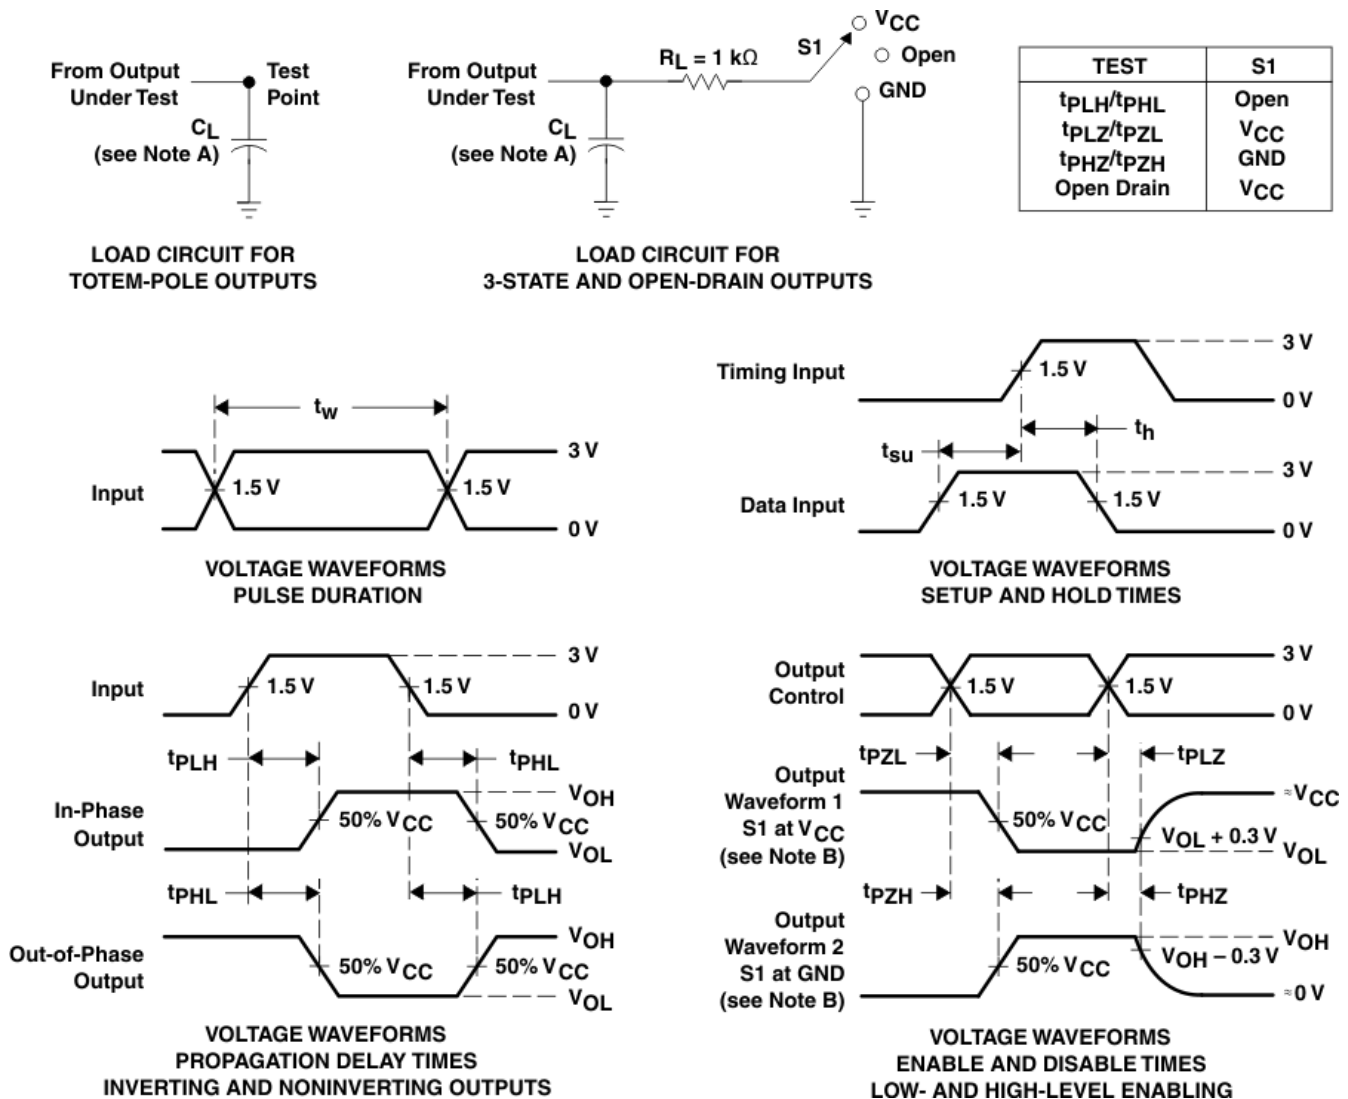 From Output
Under Test
Test
Point
CL
(see Note A)
LOAD CIRCUIT FOR
TOTEM-POLE OUTPUTS
From Output
Under Test
RL = 1 kΩ
S1
VCC
Open
GND
CL
(see Note A)
LOAD CIRCUIT FOR
3-STATE AND OPEN-DRAIN OUTPUTS
TEST S1
tPLH/tPHL Open
tPLZ/tPZL VCC
tPHZ/tPZH GND
Open Drain VCC
tw
3 V
Input
1.5 V
1.5 V
0 V
VOLTAGE WAVEFORMS
PULSE DURATION
3 V
Timing Input
1.5 V
0 V
th
tsu
3 V
Data Input
1.5 V
1.5 V
0 V
VOLTAGE WAVEFORMS
SETUP AND HOLD TIMES
3 V
Input
1.5 V
1.5 V
0 V
tPLH
tPHL
VOH
In-Phase
Output
50% VCC
50% VCC
VOL
tPHL
tPLH
VOH
Out-of-Phase
Output
50% VCC
50% VCC
VOL
VOLTAGE WAVEFORMS
PROPAGATION DELAY TIMES
INVERTING AND NONINVERTING OUTPUTS
3 V
Output
Control
1.5 V
1.5 V
0 V
tPZL
tPLZ
Output
Waveform 1
S1 at VCC
(see Note B)
50% VCC
≈VCC
VOL + 0.3 V
VOL
tPZH
tPHZ
Output
Waveform 2
S1 at GND
(see Note B)
50% VCC
VOH
VOH – 0.3 V
≈0 V
VOLTAGE WAVEFORMS
ENABLE AND DISABLE TIMES
LOW- AND HIGH-LEVEL ENABLING